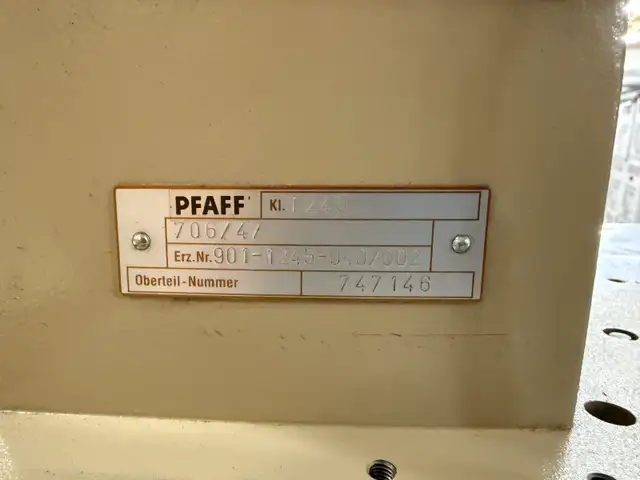 PFAFF Kl. 1245
706/47
Erz.Nr. 901-1245-040/002
Oberteil-Nummer 747146